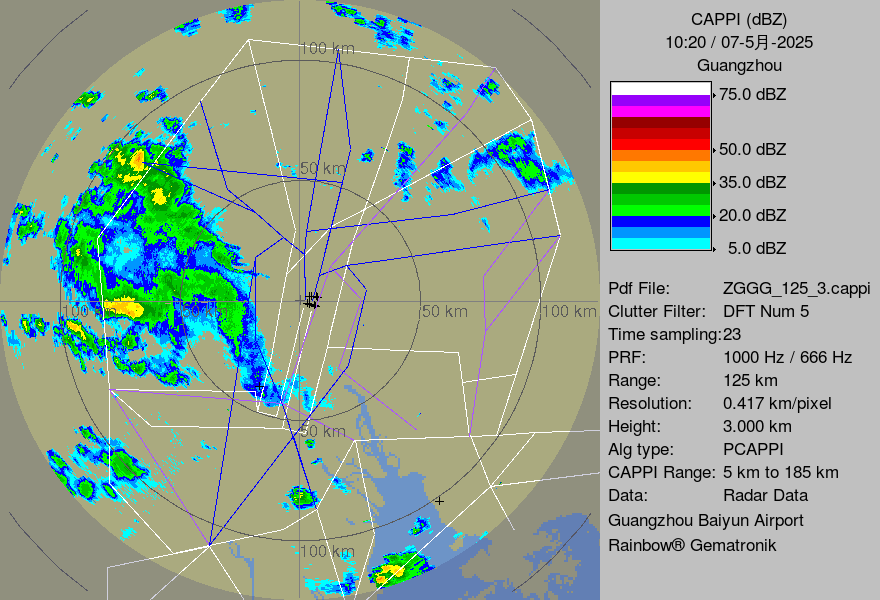 CAPPI (dBZ)
10:20 / 07-5月-2025
Guangzhou
75.0 dBZ
50.0 dBZ
35.0 dBZ
20.0 dBZ
5.0 dBZ
Pdf File: ZGGG_125_3.cappi
Clutter Filter: DFT Num 5
Time sampling:23
PRF: 1000 Hz / 666 Hz
Range: 125 km
Resolution: 0.417 km/pixel
Height: 3.000 km
Alg type: PCAPPI
CAPPI Range: 5 km to 185 km
Data: Radar Data
Guangzhou Baiyun Airport
Rainbow® Gematronik
100 km
50 km
100 km
50 km
100 km
50 km
100 km